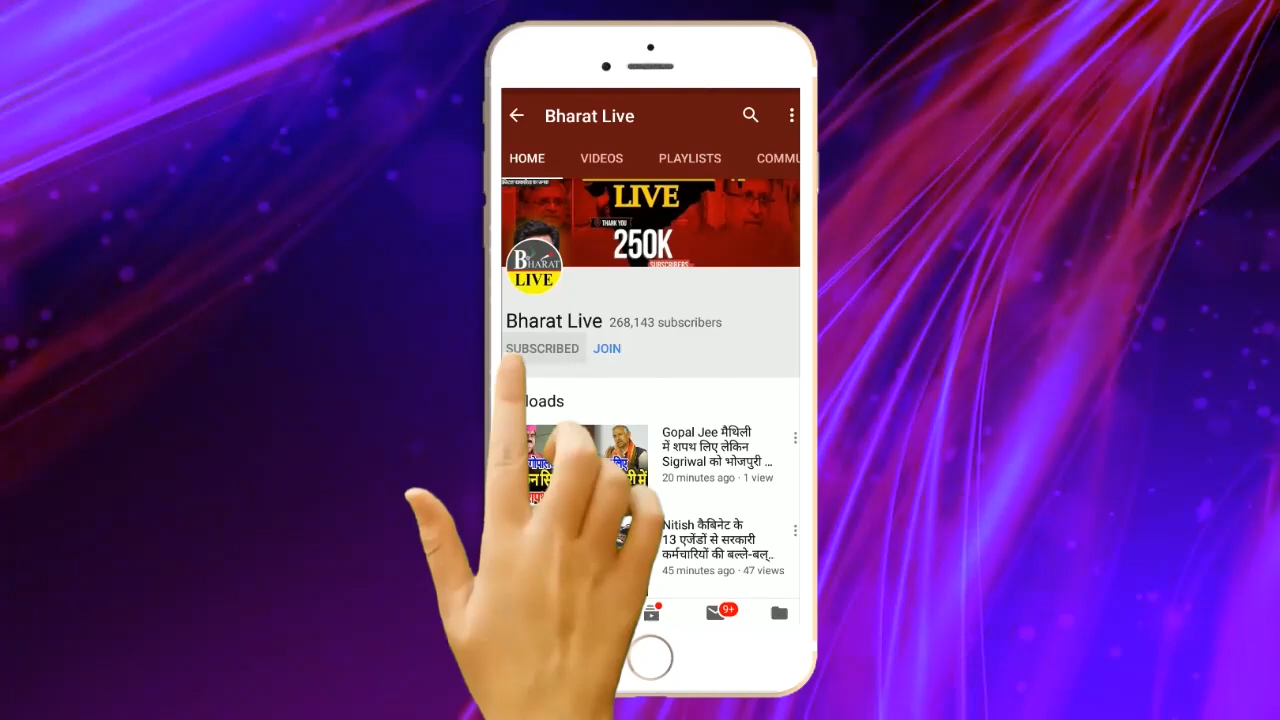 Bharat Live
HOME VIDEOS PLAYLISTS COMMU
LIVE
THANK YOU
250K
SUBSCRIBERS
BHARAT
LIVE
Bharat Live 268,143 subscribers
SUBSCRIBED JOIN
loads
Gopal Jee मैथिली
में शपथ लिए लेकिन
Sigriwal को भोजपुरी ...
20 minutes ago · 1 view
Nitish कैबिनेट के
13 एजेंडों से सरकारी
कर्मचारियों की बल्ले-बल्..
45 minutes ago · 47 views
9+